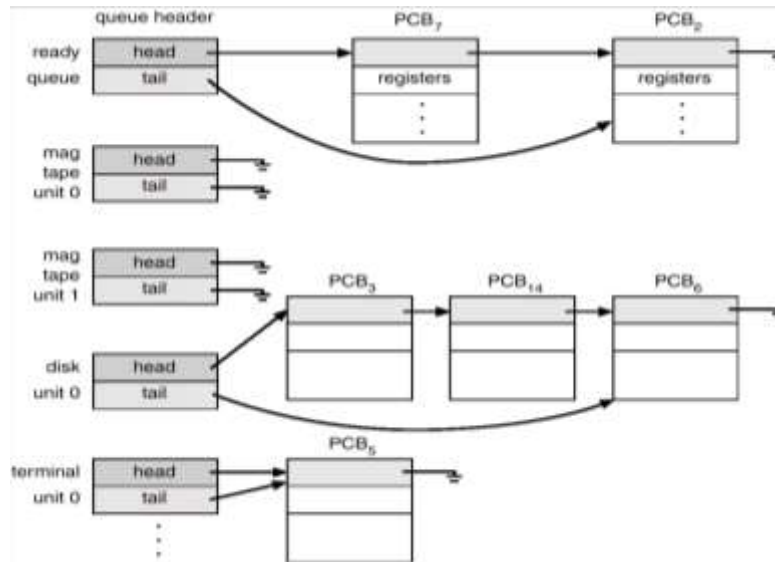 queue header PCB7 PCB2
ready head
queue tail registers registers
mag head
tape
unit 0 tail
mag head
tape
unit 1 tail
PCB3 PCB14 PCB6
disk head
unit 0 tail
PCB5
terminal head
unit 0 tail